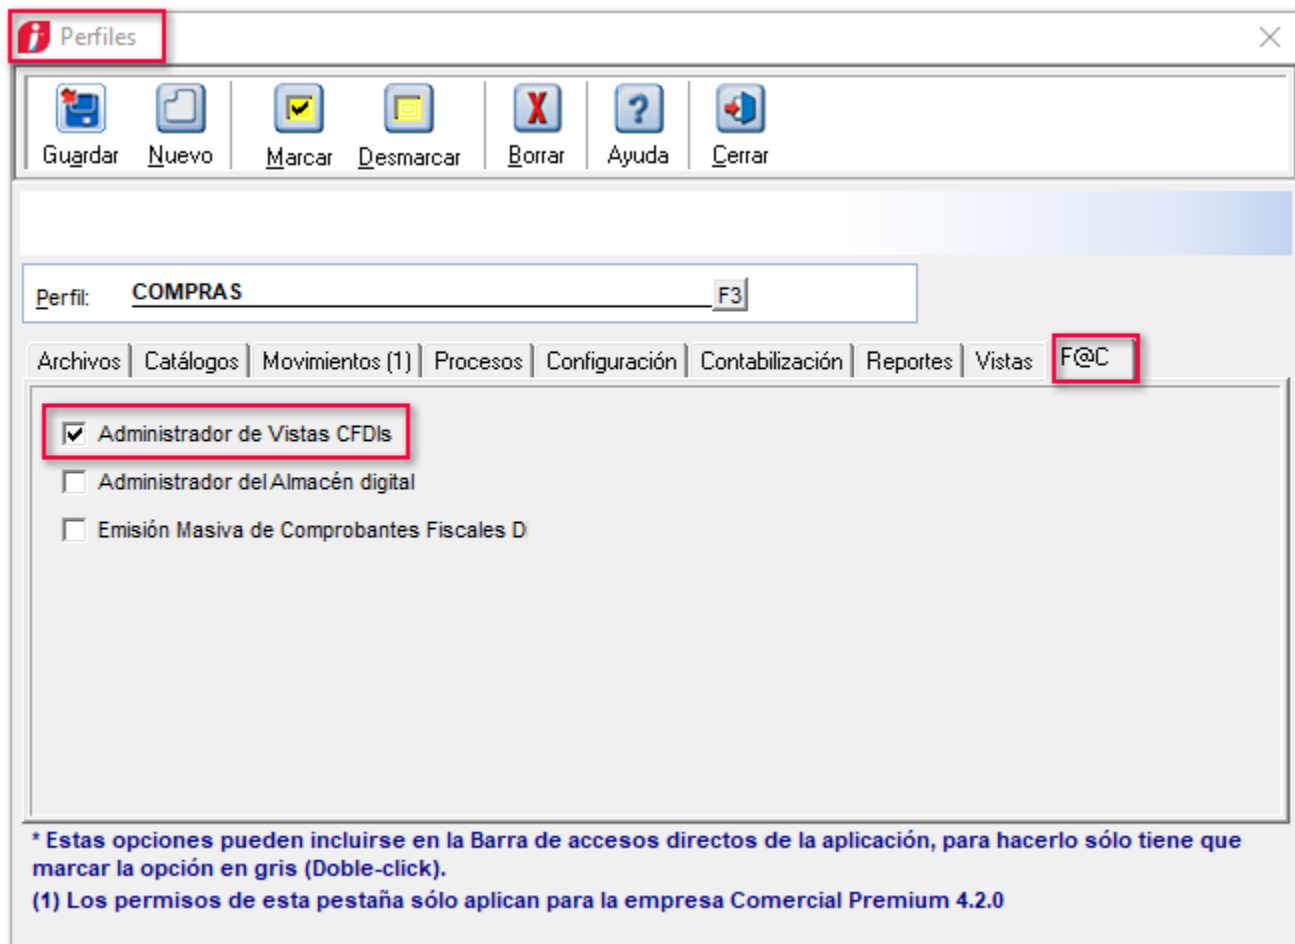 Perfiles
Guardar Nuevo Marcar Desmarcar Borrar Ayuda Cerrar
Perfil: COMPRAS F3
Archivos Catálogos Movimientos (1) Procesos Configuración Contabilización Reportes Vistas F@C
Administrador de Vistas CFDIs
Administrador del Almacén digital
Emisión Masiva de Comprobantes Fiscales D
* Estas opciones pueden incluirse en la Barra de accesos directos de la aplicación, para hacerlo sólo tiene que
marcar la opción en gris (Doble-click).
(1) Los permisos de esta pestaña sólo aplican para la empresa Comercial Premium 4.2.0